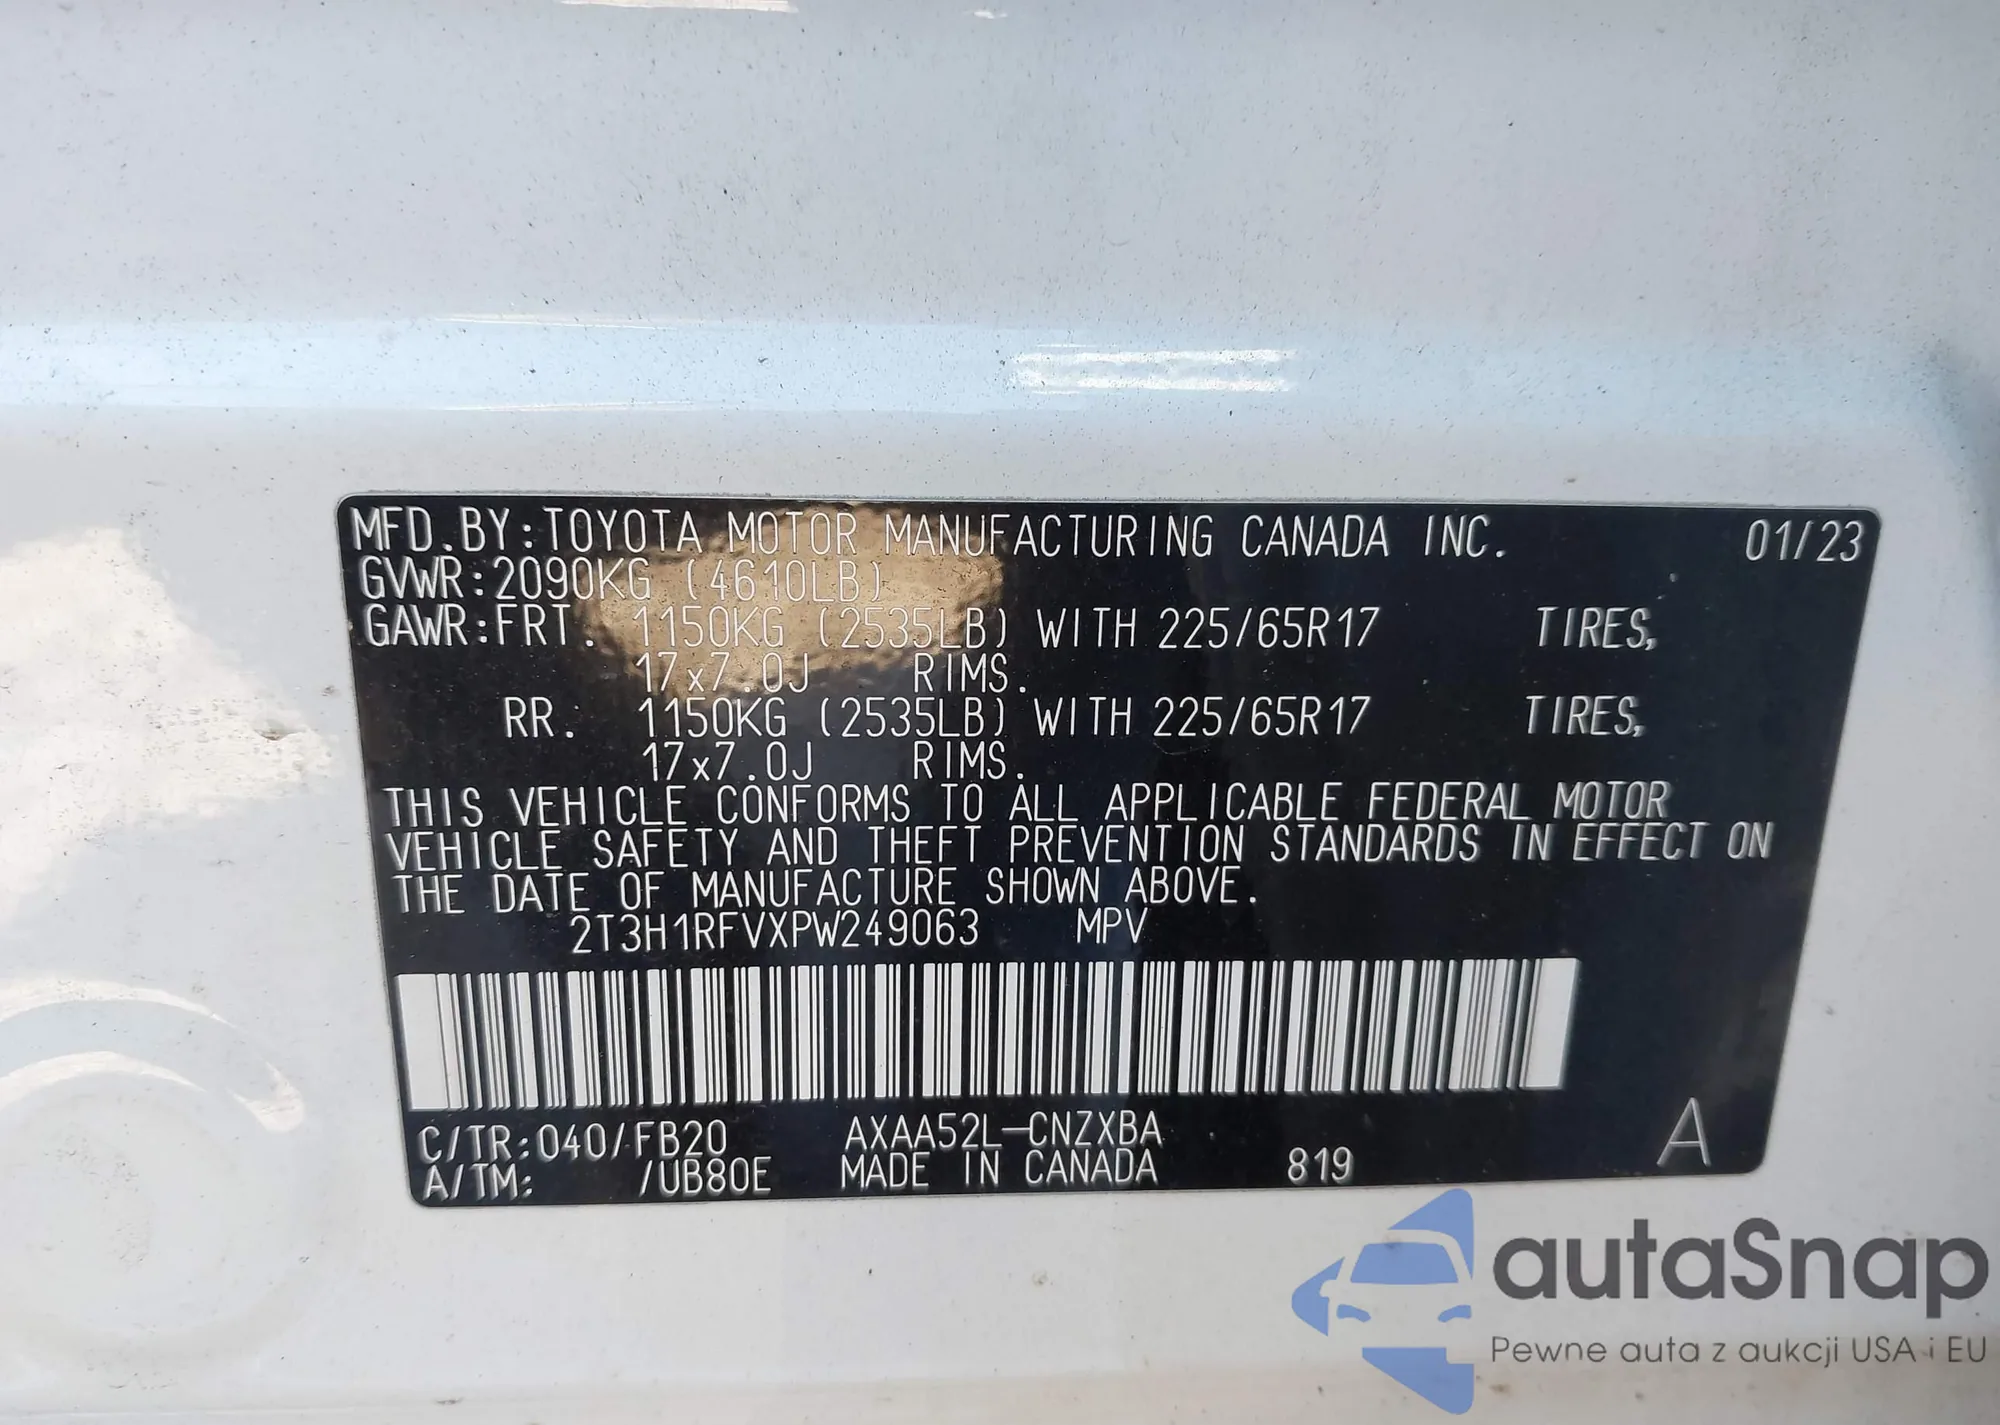 MFD.BY:TOYOTA MOTOR MANUFACTURING CANADA INC. 01/23
GVWR:2090KG (4610LB)
GAWR:FRT. 1150KG (2535LB) WITH 225/65R17 TIRES,
17x7.0J RIMS.
RR. 1150KG (2535LB) WITH 225/65R17 TIRES,
17x7.0J RIMS.
THIS VEHICLE CONFORMS TO ALL APPLICABLE FEDERAL MOTOR
VEHICLE SAFETY AND THEFT PREVENTION STANDARDS IN EFFECT ON
THE DATE OF MANUFACTURE SHOWN ABOVE.
2T3H1RFVXPW249063 MPV
C/TR:040/FB20 AXAA52L-CNZXBA
A/TM: /UB80E MADE IN CANADA 819 A
autaSnap
Pewne auta z aukcji USA i EU